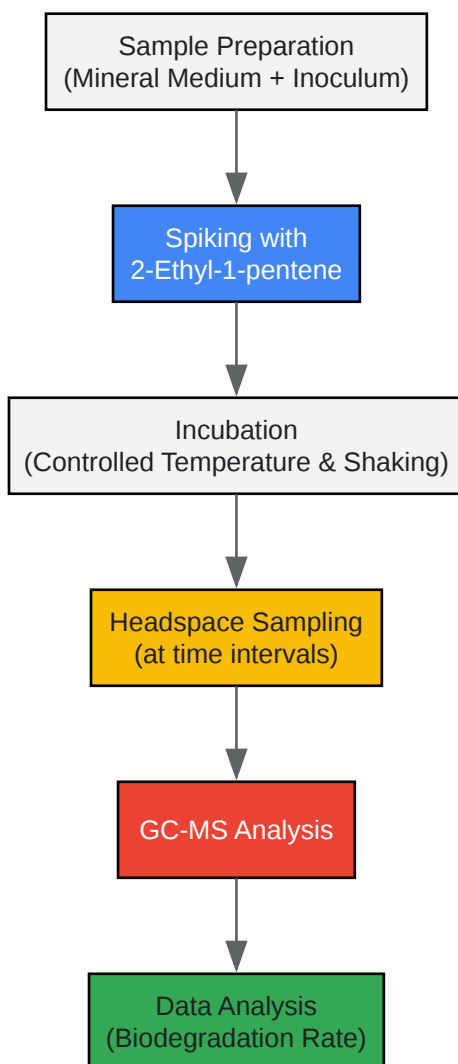 Sample Preparation
(Mineral Medium + Inoculum)
Spiking with
2-Ethyl-1-pentene
Incubation
(Controlled Temperature & Shaking)
Headspace Sampling
(at time intervals)
GC-MS Analysis
Data Analysis
(Biodegradation Rate)